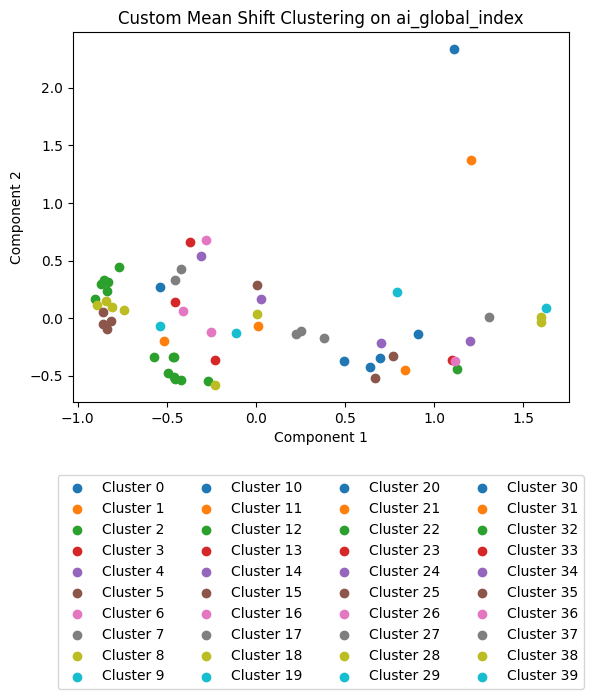 Custom Mean Shift Clustering on ai_global_index
Component 2
2.0
1.5
1.0
0.5
0.0
−0.5
−1.0 −0.5 0.0 0.5 1.0 1.5
Component 1
Cluster 0 Cluster 10 Cluster 20 Cluster 30
Cluster 1 Cluster 11 Cluster 21 Cluster 31
Cluster 2 Cluster 12 Cluster 22 Cluster 32
Cluster 3 Cluster 13 Cluster 23 Cluster 33
Cluster 4 Cluster 14 Cluster 24 Cluster 34
Cluster 5 Cluster 15 Cluster 25 Cluster 35
Cluster 6 Cluster 16 Cluster 26 Cluster 36
Cluster 7 Cluster 17 Cluster 27 Cluster 37
Cluster 8 Cluster 18 Cluster 28 Cluster 38
Cluster 9 Cluster 19 Cluster 29 Cluster 39